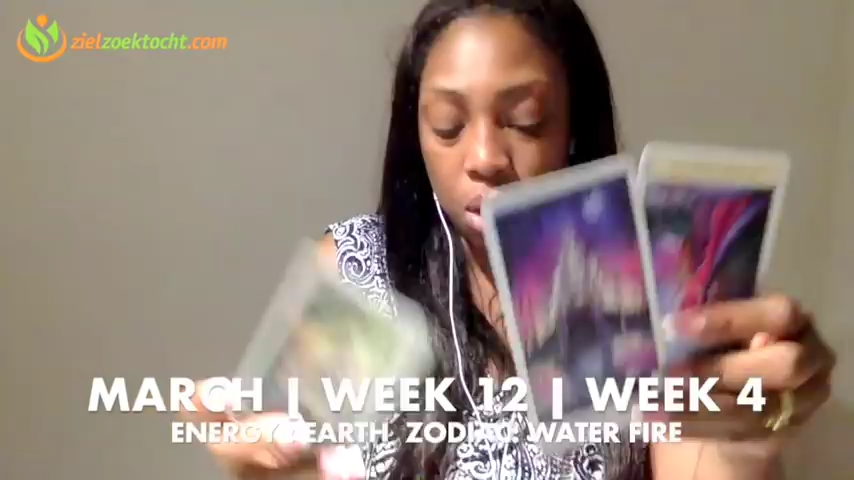 zielzoektocht.com
MARCH | WEEK 12 | WEEK 4
ENERGY: EARTH ZODIAC: WATER FIRE